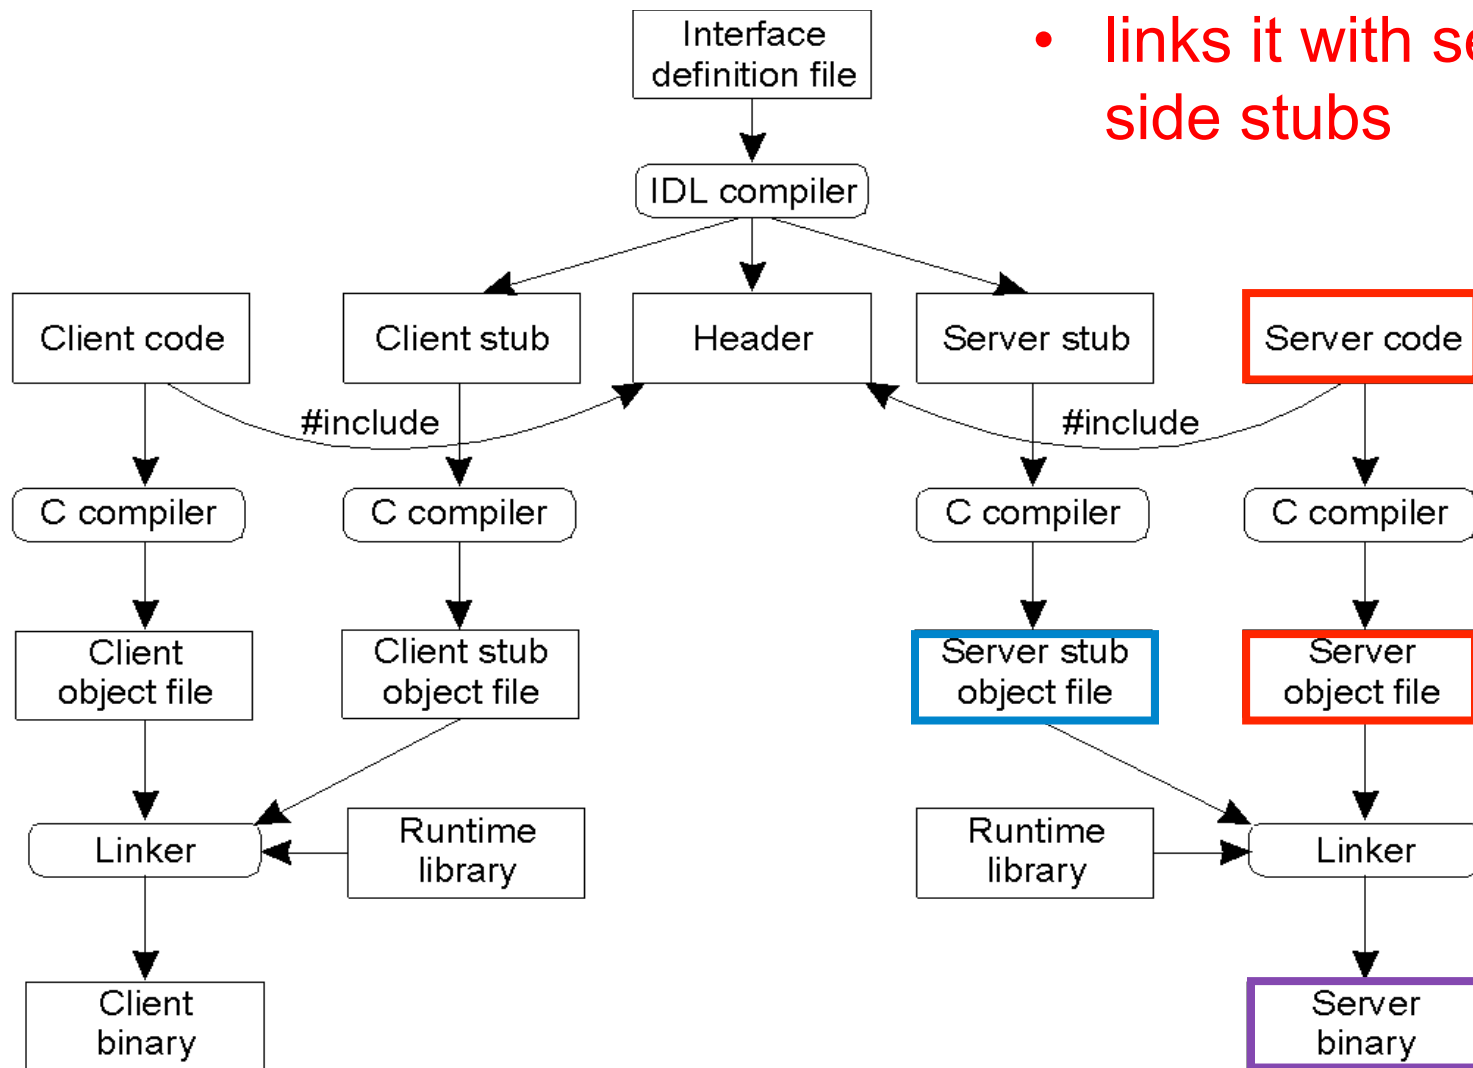 Interface
definition file
• links it with
side stubs
IDL compiler
Client code
Client stub
Header
Server stub
Server code
#include
#include
C compiler
C compiler
C compiler
C compiler
Client
object file
Client stub
object file
Server stub
object file
Server
object file
Linker
Runtime
library
Runtime
library
Linker
Client
binary
Server
binary